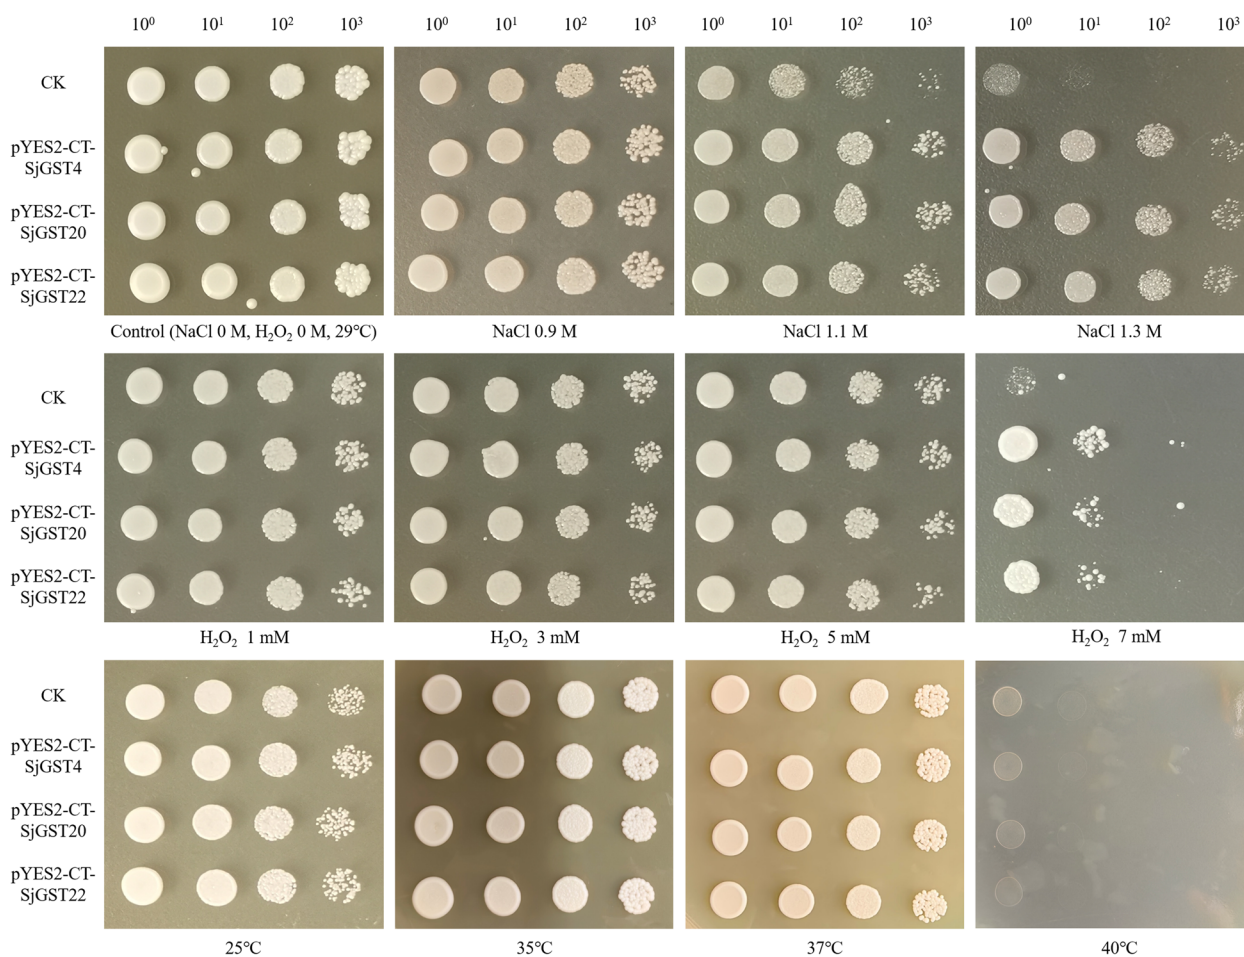 10⁰ 10¹ 10² 10³ 10⁰ 10¹ 10² 10³ 10⁰ 10¹ 10² 10³ 10⁰ 10¹ 10² 10³
CK
pYES2-CT-
SjGST4
pYES2-CT-
SjGST20
pYES2-CT-
SjGST22
Control (NaCl 0 M, H₂O₂ 0 M, 29℃) NaCl 0.9 M NaCl 1.1 M NaCl 1.3 M
CK
pYES2-CT-
SjGST4
pYES2-CT-
SjGST20
pYES2-CT-
SjGST22
H₂O₂ 1 mM H₂O₂ 3 mM H₂O₂ 5 mM H₂O₂ 7 mM
CK
pYES2-CT-
SjGST4
pYES2-CT-
SjGST20
pYES2-CT-
SjGST22
25℃ 35℃ 37℃ 40℃